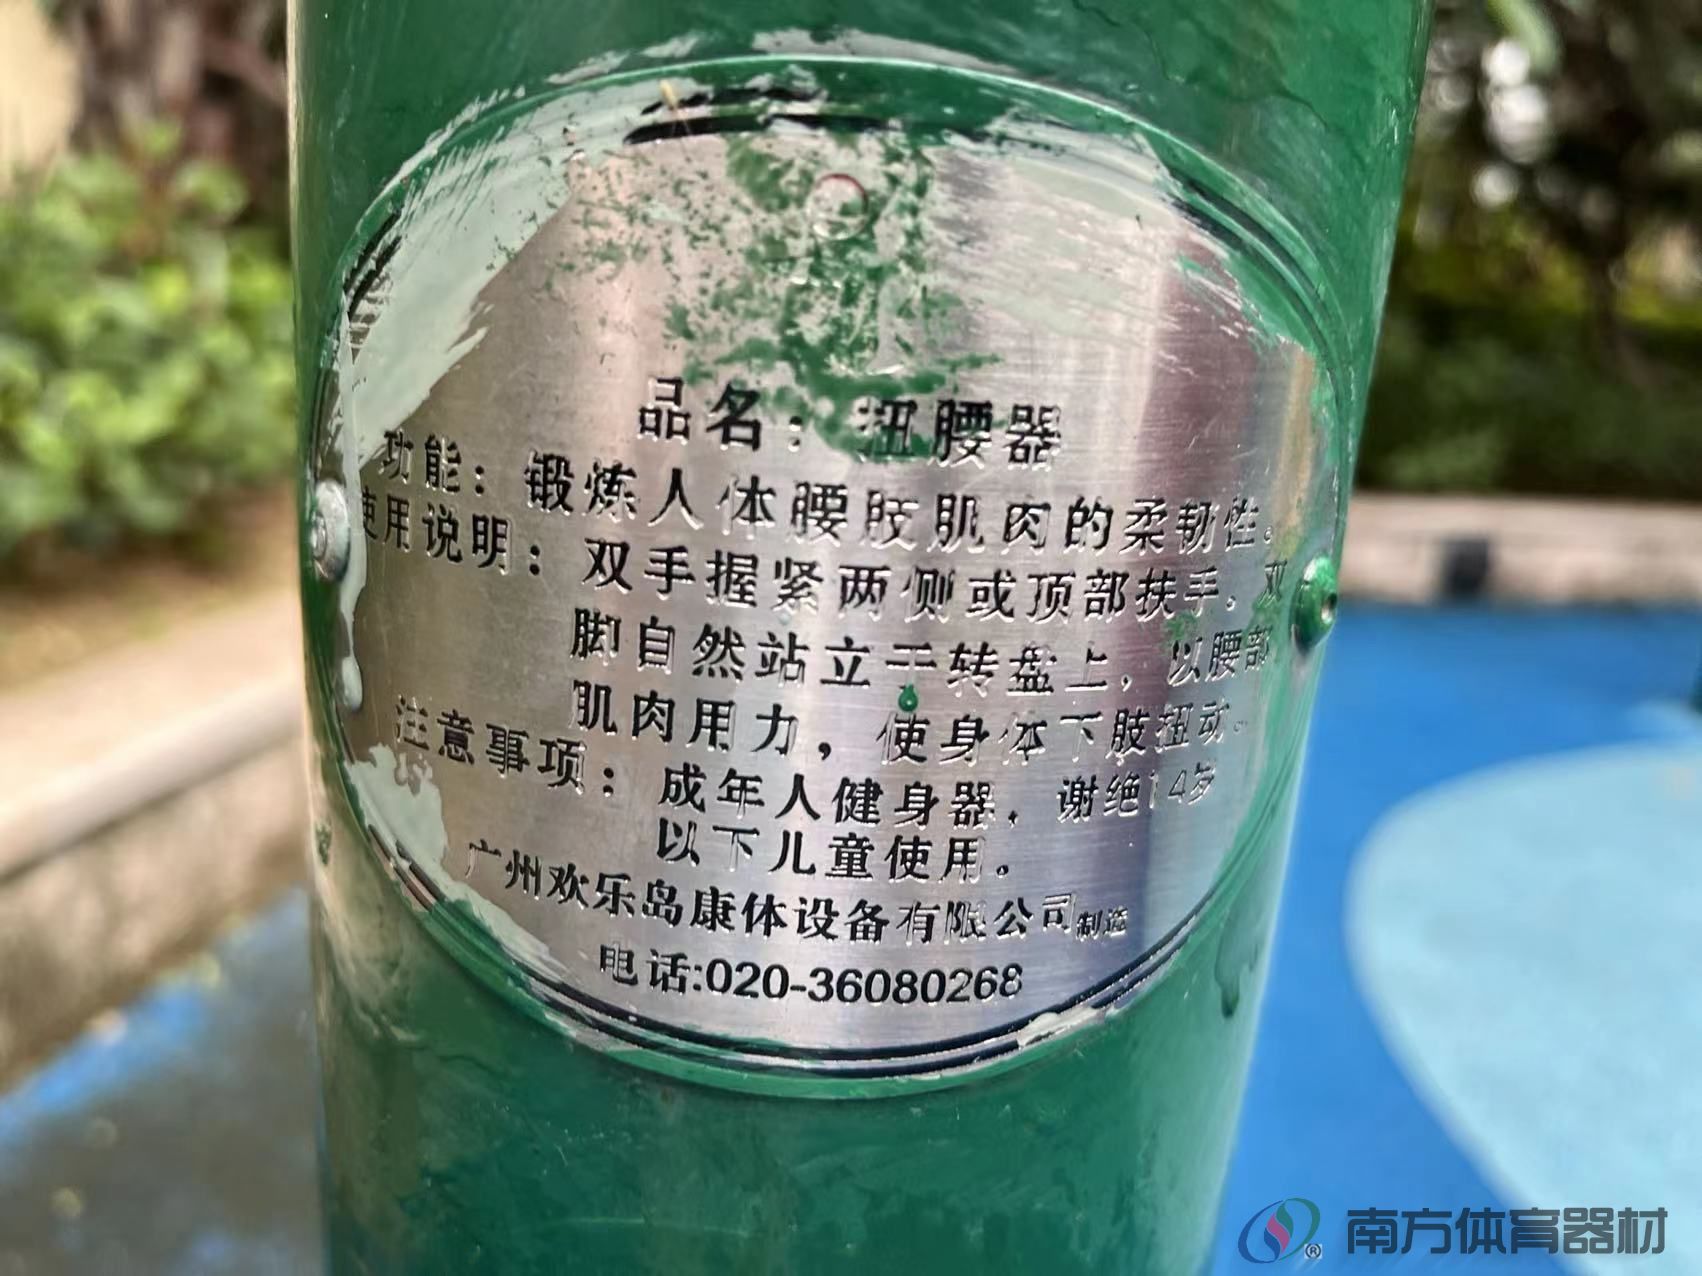 品名：扭腰器
功能：锻炼人体腰肢肌肉的柔韧性。
使用说明：双手握紧两侧或顶部扶手，双
脚自然站立于转盘上，以腰部
肌肉用力，使身体下肢扭动。
注意事项：成年人健身器，谢绝14岁
以下儿童使用。
广州欢乐岛康体设备有限公司制造
电话:020-36080268
南方体育器材
®